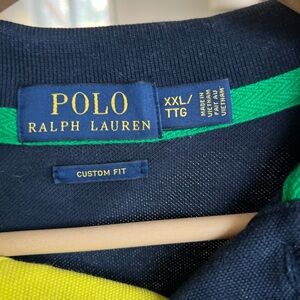 POLO
RALPH LAUREN
XXL/
TTG
MADE IN
VIETNAM
FAIT AU
VIETNAM
CUSTOM FIT